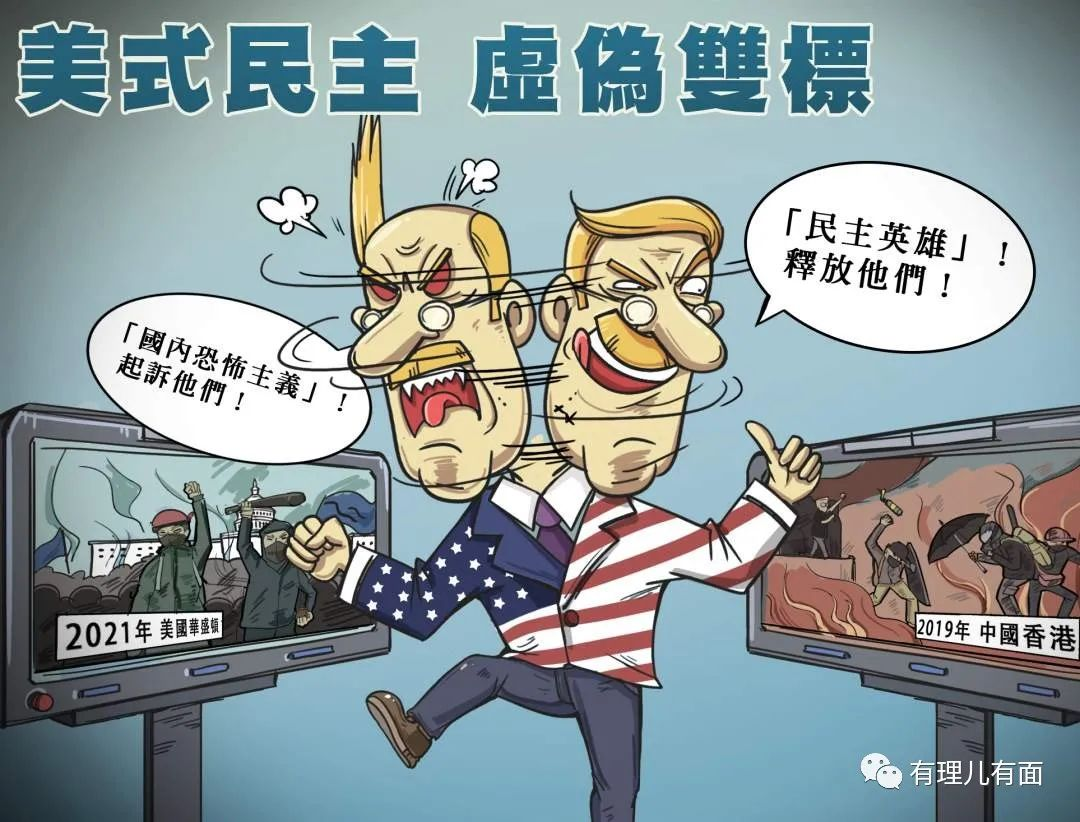 美式民主 虛偽雙標
「國內恐怖主義」！
起訴他們！
「民主英雄」！
釋放他們！
2021年 美國華盛頓
2019年 中國香港
有理儿有面